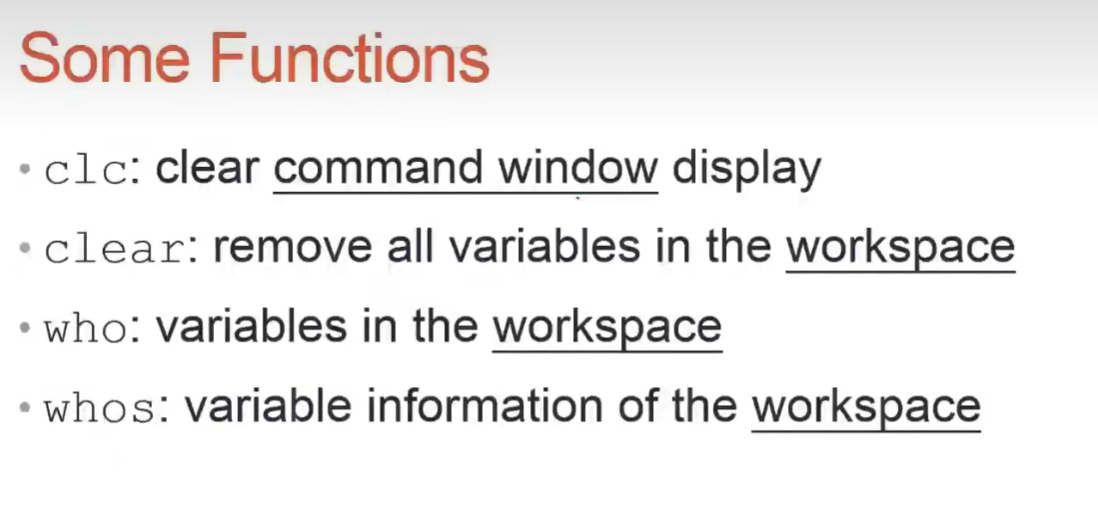 Some Functions
• clc: clear command window display
• clear: remove all variables in the workspace
• who: variables in the workspace
• whos: variable information of the workspace